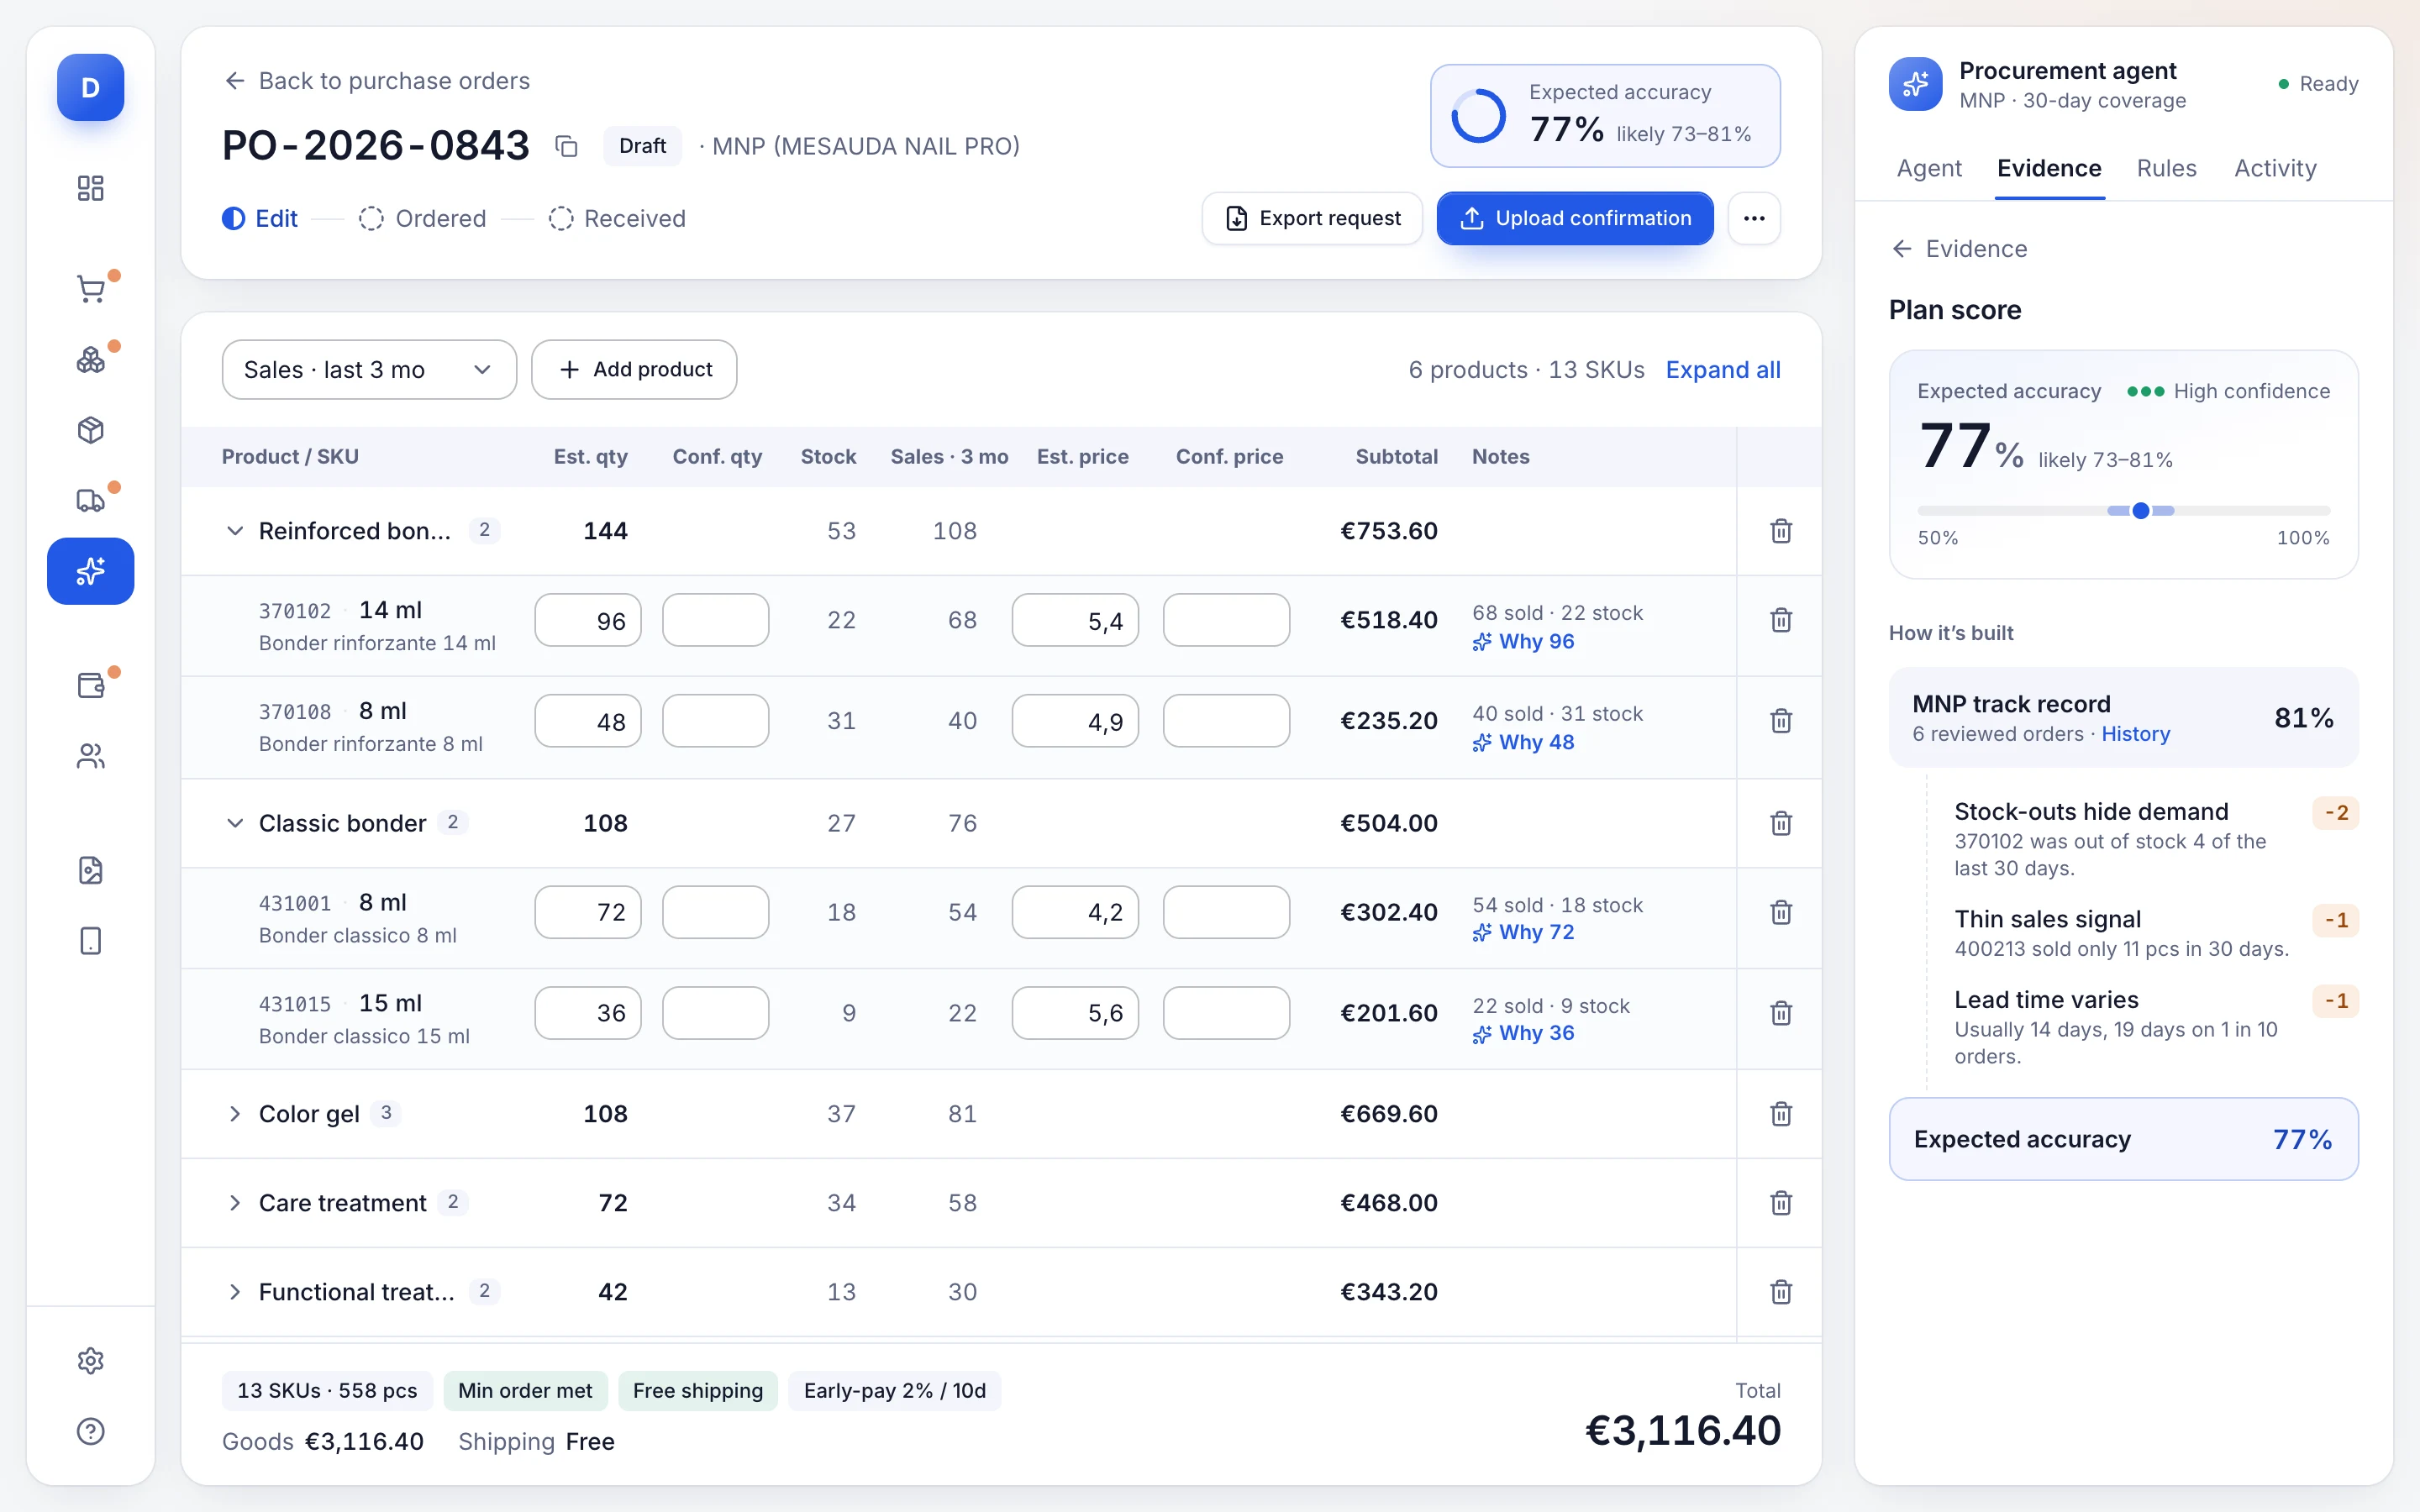 D
Back to purchase orders
PO-2026-0843
Draft
· MNP (MESAUDA NAIL PRO)
Edit
Ordered
Received
Expected accuracy
77% likely 73–81%
Export request
Upload confirmation
Sales · last 3 mo
Add product
6 products · 13 SKUs
Expand all
Product / SKU Est. qty Conf. qty Stock Sales · 3 mo Est. price Conf. price Subtotal Notes
Reinforced bon... 2 144 53 108 €753.60
370102 · 14 ml
Bonder rinforzante 14 ml
96 22 68 5,4 €518.40
68 sold · 22 stock
Why 96
370108 · 8 ml
Bonder rinforzante 8 ml
48 31 40 4,9 €235.20
40 sold · 31 stock
Why 48
Classic bonder 2 108 27 76 €504.00
431001 · 8 ml
Bonder classico 8 ml
72 18 54 4,2 €302.40
54 sold · 18 stock
Why 72
431015 · 15 ml
Bonder classico 15 ml
36 9 22 5,6 €201.60
22 sold · 9 stock
Why 36
Color gel 3 108 37 81 €669.60
Care treatment 2 72 34 58 €468.00
Functional treat... 2 42 13 30 €343.20
13 SKUs · 558 pcs
Min order met
Free shipping
Early-pay 2% / 10d
Goods €3,116.40 Shipping Free
Total
€3,116.40
Procurement agent
MNP · 30-day coverage
Ready
Agent
Evidence
Rules
Activity
Evidence
Plan score
Expected accuracy
High confidence
77% likely 73–81%
50% 100%
How it’s built
MNP track record
6 reviewed orders · History
81%
Stock-outs hide demand
-2
370102 was out of stock 4 of the
last 30 days.
Thin sales signal
-1
400213 sold only 11 pcs in 30 days.
Lead time varies
-1
Usually 14 days, 19 days on 1 in 10
orders.
Expected accuracy 77%